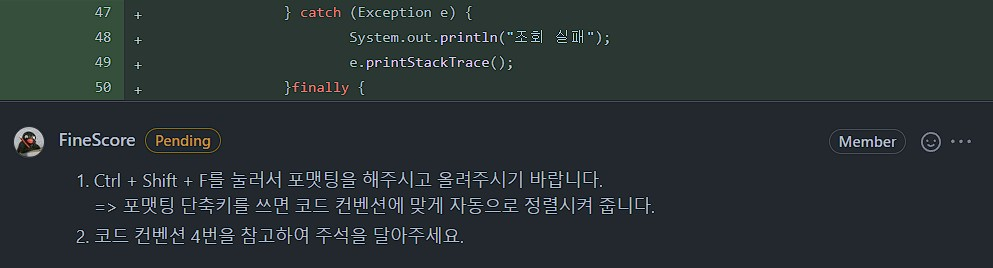 47 + } catch (Exception e) {
48 + System.out.println("조회 실패");
49 + e.printStackTrace();
50 + }finally {
FineScore Pending Member
1. Ctrl + Shift + F를 눌러서 포맷팅을 해주시고 올려주시기 바랍니다.
=> 포맷팅 단축키를 쓰면 코드 컨벤션에 맞게 자동으로 정렬시켜 줍니다.
2. 코드 컨벤션 4번을 참고하여 주석을 달아주세요.